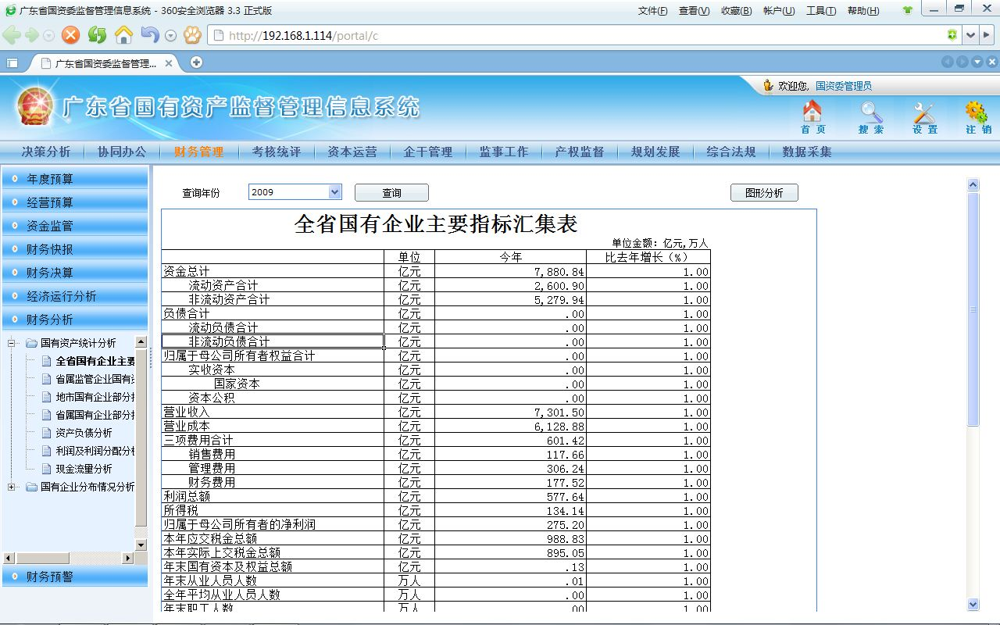 广东省国资委监督管理信息系统 - 360安全浏览器 3.3 正式版
文件(F) 查看(V) 收藏(B) 帐户(U) 工具(T) 帮助(H)
http://192.168.1.114/portal/c
广东省国资委监督管理...
广东省国有资产监督管理信息系统
欢迎您, 国资委管理员
首 页 搜 索 设 置 注 销
决策分析 协同办公 财务管理 考核统评 资本运营 企干管理 监事工作 产权监督 规划发展 综合法规 数据采集
年度预算
经营预算
资金监管
财务快报
财务决算
经济运行分析
财务分析
国有资产统计分析
全省国有企业主要
省属监管企业国有
地市国有企业部分
省属国有企业部分
资产负债分析
利润及利润分配分
现金流量分析
国有企业分布情况分析
财务预警
查询年份 2009 查询 图形分析
全省国有企业主要指标汇集表
单位金额: 亿元,万人
单位 今年 比去年增长(%)
资金总计 亿元 7,880.84 1.00
流动资产合计 亿元 2,600.90 1.00
非流动资产合计 亿元 5,279.94 1.00
负债合计 亿元 .00 1.00
流动负债合计 亿元 .00 1.00
非流动负债合计 亿元 .00 1.00
归属于母公司所有者权益合计 亿元 .00 1.00
实收资本 亿元 .00 1.00
国家资本 亿元 .00 1.00
资本公积 亿元 .00 1.00
营业收入 亿元 7,301.50 1.00
营业成本 亿元 6,128.88 1.00
三项费用合计 亿元 601.42 1.00
销售费用 亿元 117.66 1.00
管理费用 亿元 306.24 1.00
财务费用 亿元 177.52 1.00
利润总额 亿元 577.64 1.00
所得税 亿元 134.14 1.00
归属于母公司所有者的净利润 亿元 275.20 1.00
本年应交税金总额 亿元 988.83 1.00
本年实际上交税金总额 亿元 895.05 1.00
年末国有资本及权益总额 亿元 .13 1.00
年末从业人员人数 万人 .01 1.00
全年平均从业人员人数 万人 .00 1.00
年末职工人数 万人 .00 1.00